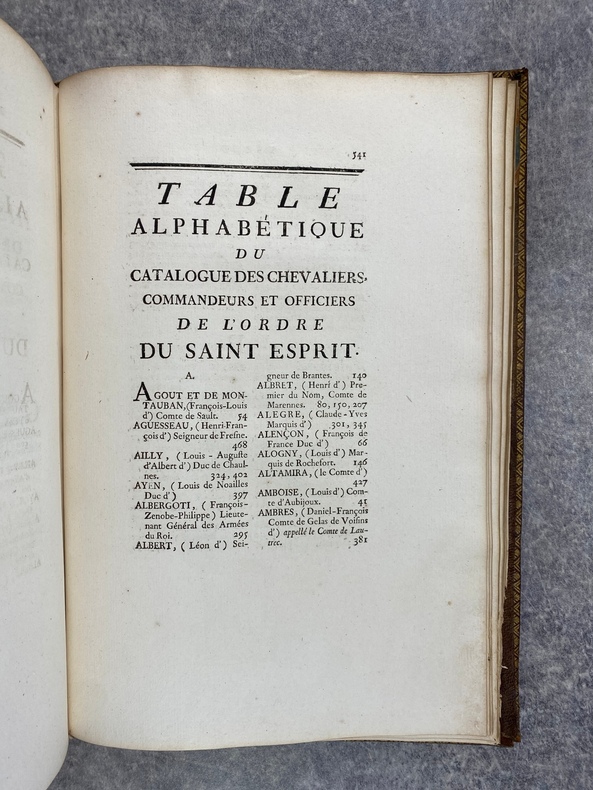 541
TABLE
ALPHABÉTIQUE
DU
CATALOGUE DES CHEVALIERS,
COMMANDEURS ET OFFICIERS
DE L'ORDRE
DU SAINT ESPRIT.
A.
AGOUT ET DE MON-
TAUBAN, (François-Louis
d') Comte de Sault. 54
AGUESSEAU, (Henri-Fran-
çois d') Seigneur de Fresne.
468
AILLY, (Louis-Auguste
d'Albert d') Duc de Chaul-
nes. 324, 402
AYEN, (Louis de Noailles
Duc d') 397
ALBERGOTI, (François-
Zenobe-Philippe) Lieute-
nant Général des Armées
du Roi. 295
ALBERT, (Léon d') Sei-
gneur de Brantes. 140
ALBRET, (Henri d') Pre-
mier du Nom, Comte de
Marennes. 80, 150, 207
ALEGRE, (Claude-Yves
Marquis d') 301, 345
ALENÇON, (François de
France Duc d') 66
ALOGNY, (Louis d') Mar-
quis de Rochefort. 146
ALTAMIRA, (le Comte d')
427
AMBOISE, (Louis d') Com-
te d'Aubijoux. 41
AMBRES, (Daniel-François
Comte de Gelas de Voisins
d') appellé le Comte de Lau-
trec. 381